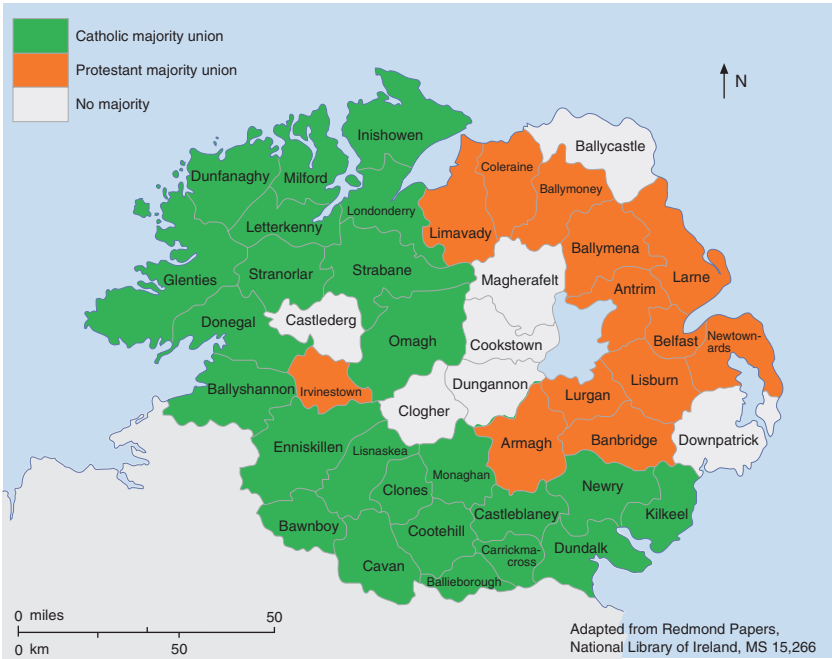 Catholic majority union
Protestant majority union
No majority
N
Inishowen
Ballycastle
Coleraine
Dunfanaghy
Milford
Ballymoney
Londonderry
Letterkenny
Limavady
Ballymena
Strabane
Stranorlar
Glenties
Magherafelt
Larne
Antrim
Castlederg
Donegal
Omagh
Cookstown
Belfast
Newtown-
ards
Dungannon
Ballyshannon
Irvinestown
Lisburn
Lurgan
Clogher
Armagh
Banbridge
Downpatrick
Enniskillen
Lisnaskea
Monaghan
Clones
Newry
Castleblaney
Kilkeel
Bawnboy
Cootehill
Carrickma-
cross
Dundalk
Cavan
Ballieborough
0 miles 50
0 km 50
Adapted from Redmond Papers,
National Library of Ireland, MS 15,266